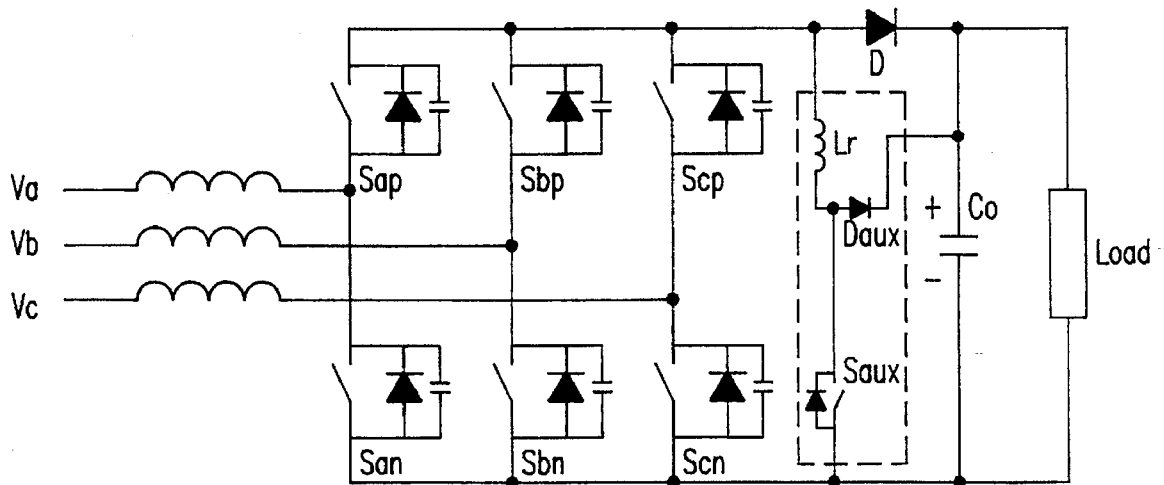 D
Lr
Sap
Sbp
Scp
Va
Daux
+
Co
Vb
Load
-
Vc
Saux
San
Sbn
Scn